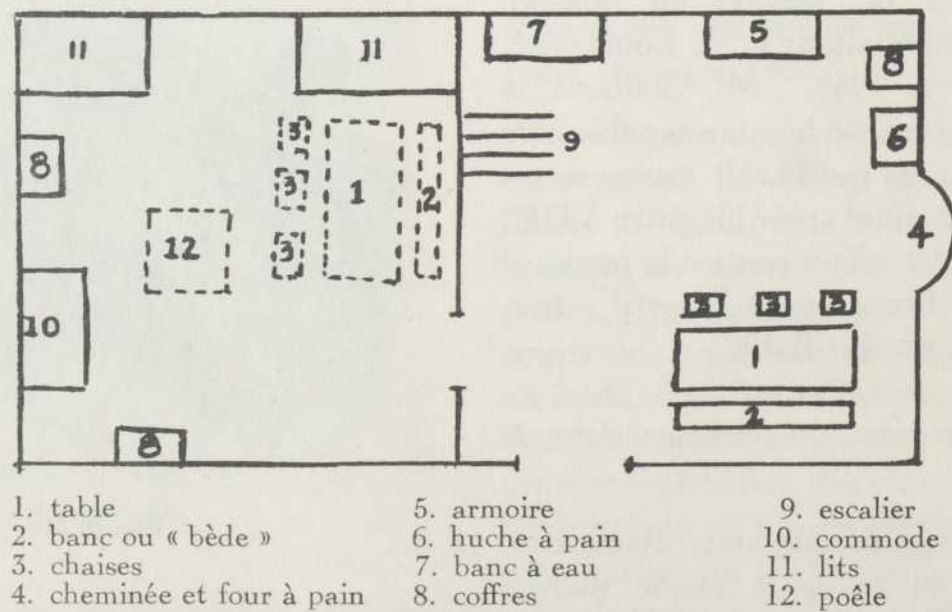 11 11 7 5 8
8 3 1 2 9 6
3
12 3 4
10 3 3 3
1
2
8
1. table
2. banc ou « bède »
3. chaises
4. cheminée et four à pain
5. armoire
6. huche à pain
7. banc à eau
8. coffres
9. escalier
10. commode
11. lits
12. poêle